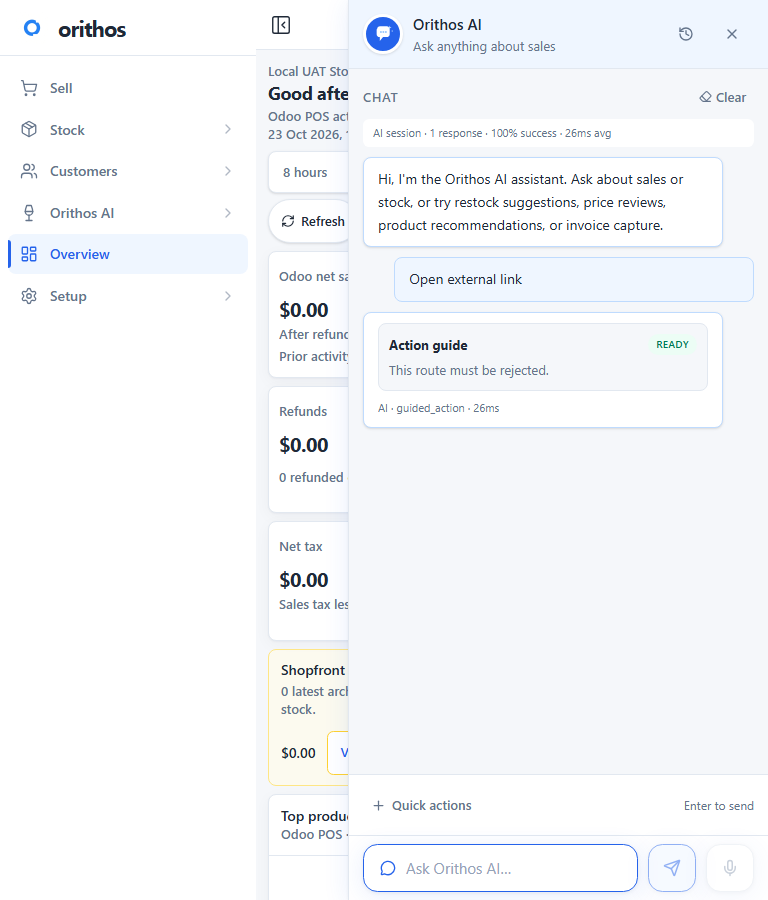 orithos
Sell
Stock
Customers
Orithos AI
Overview
Setup
Local UAT Sto
Good afte
Odoo POS act
23 Oct 2026,
8 hours
Refresh
Odoo net sa
$0.00
After refund
Prior activity
Refunds
$0.00
0 refunded
Net tax
$0.00
Sales tax les
Shopfront
0 latest arch
stock.
$0.00
V
Top produ
Odoo POS
Orithos AI
Ask anything about sales
CHAT
Clear
AI session · 1 response · 100% success · 26ms avg
Hi, I'm the Orithos AI assistant. Ask about sales or
stock, or try restock suggestions, price reviews,
product recommendations, or invoice capture.
Open external link
Action guide
READY
This route must be rejected.
AI · guided_action · 26ms
Quick actions
Enter to send
Ask Orithos AI...